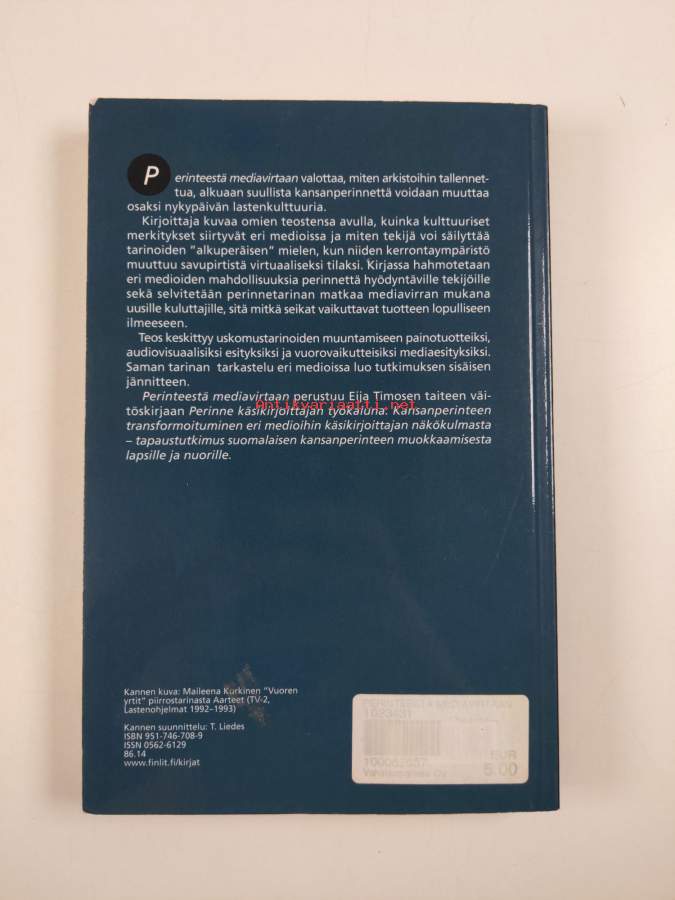 Perinteestä mediavirtaan valottaa, miten arkistoihin tallennet-
tua, alkuaan suullista kansanperinnettä voidaan muuttaa
osaksi nykypäivän lastenkulttuuria.
Kirjoittaja kuvaa omien teostensa avulla, kuinka kulttuuriset
merkitykset siirtyvät eri medioissa ja miten tekijä voi säilyttää
tarinoiden "alkuperäisen" mielen, kun niiden kerrontaympäristö
muuttuu savupirtistä virtuaaliseksi tilaksi. Kirjassa hahmotetaan
eri medioiden mahdollisuuksia perinnettä hyödyntäville tekijöille
sekä selvitetään perinnetarinan matkaa mediavirran mukana
uusille kuluttajille, sitä mitkä seikat vaikuttavat tuotteen lopulliseen
ilmeeseen.
Teos keskittyy uskomustarinoiden muuntamiseen painotuotteiksi,
audiovisuaalisiksi esityksiksi ja vuorovaikutteisiksi mediaesityksiksi.
Saman tarinan tarkastelu eri medioissa luo tutkimuksen sisäisen
jännitteen.
Perinteestä mediavirtaan perustuu Eija Timosen taiteen väi-
antikvariaatti.net
töskirjaan Perinne käsikirjoittajan työkaluna. Kansanperinteen
transformoituminen eri medioihin käsikirjoittajan näkökulmasta
– tapaustutkimus suomalaisen kansanperinteen muokkaamisesta
lapsille ja nuorille.
Kannen kuva: Maileena Kurkinen "Vuoren
yrtit" piirrostarinasta Aarteet (TV-2,
Lastenohjelmat 1992–1993)
Kannen suunnittelu: T. Liedes
ISBN 951-746-708-9
ISSN 0562-6129
86.14
www.finlit.fi/kirjat
PERINTEESTÄ MEDIAVIRTAAN
EUR
5.00